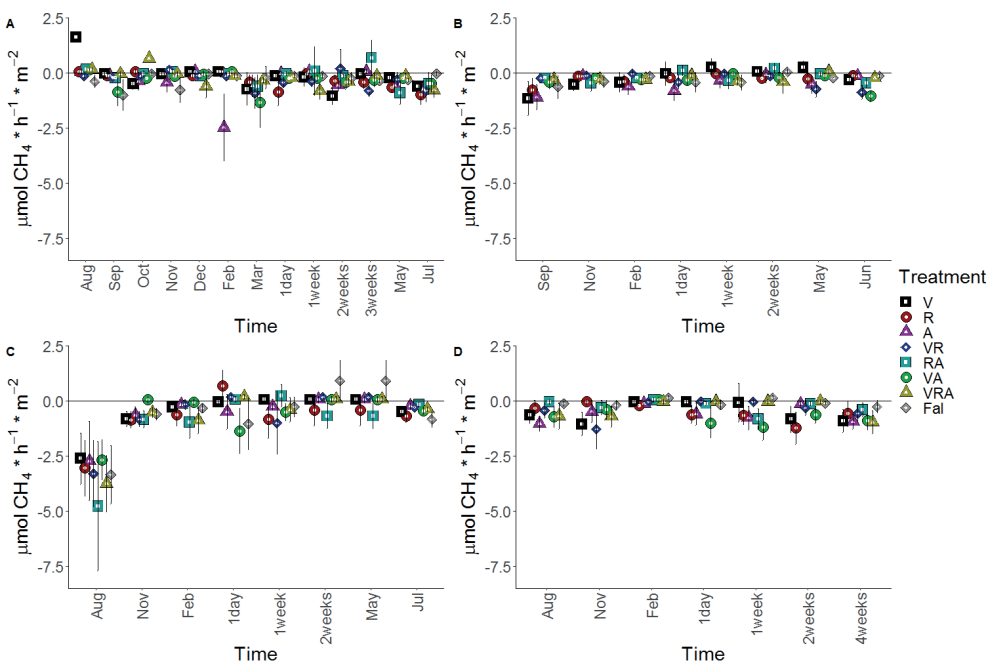 A
2.5
0.0
-2.5
-5.0
-7.5
μmol CH4 * h−1 * m−2
Aug
Sep
Oct
Nov
Dec
Feb
Mar
1day
1week
2weeks
3weeks
May
Jul
Time
B
2.5
0.0
-2.5
-5.0
-7.5
μmol CH4 * h−1 * m−2
Sep
Nov
Feb
1day
1week
2weeks
May
Jun
Time
C
2.5
0.0
-2.5
-5.0
-7.5
μmol CH4 * h−1 * m−2
Aug
Nov
Feb
1day
1week
2weeks
May
Jul
Time
D
2.5
0.0
-2.5
-5.0
-7.5
μmol CH4 * h−1 * m−2
Aug
Nov
Feb
1day
1week
2weeks
4weeks
Time
Treatment
V
R
A
VR
RA
VA
VRA
Fal